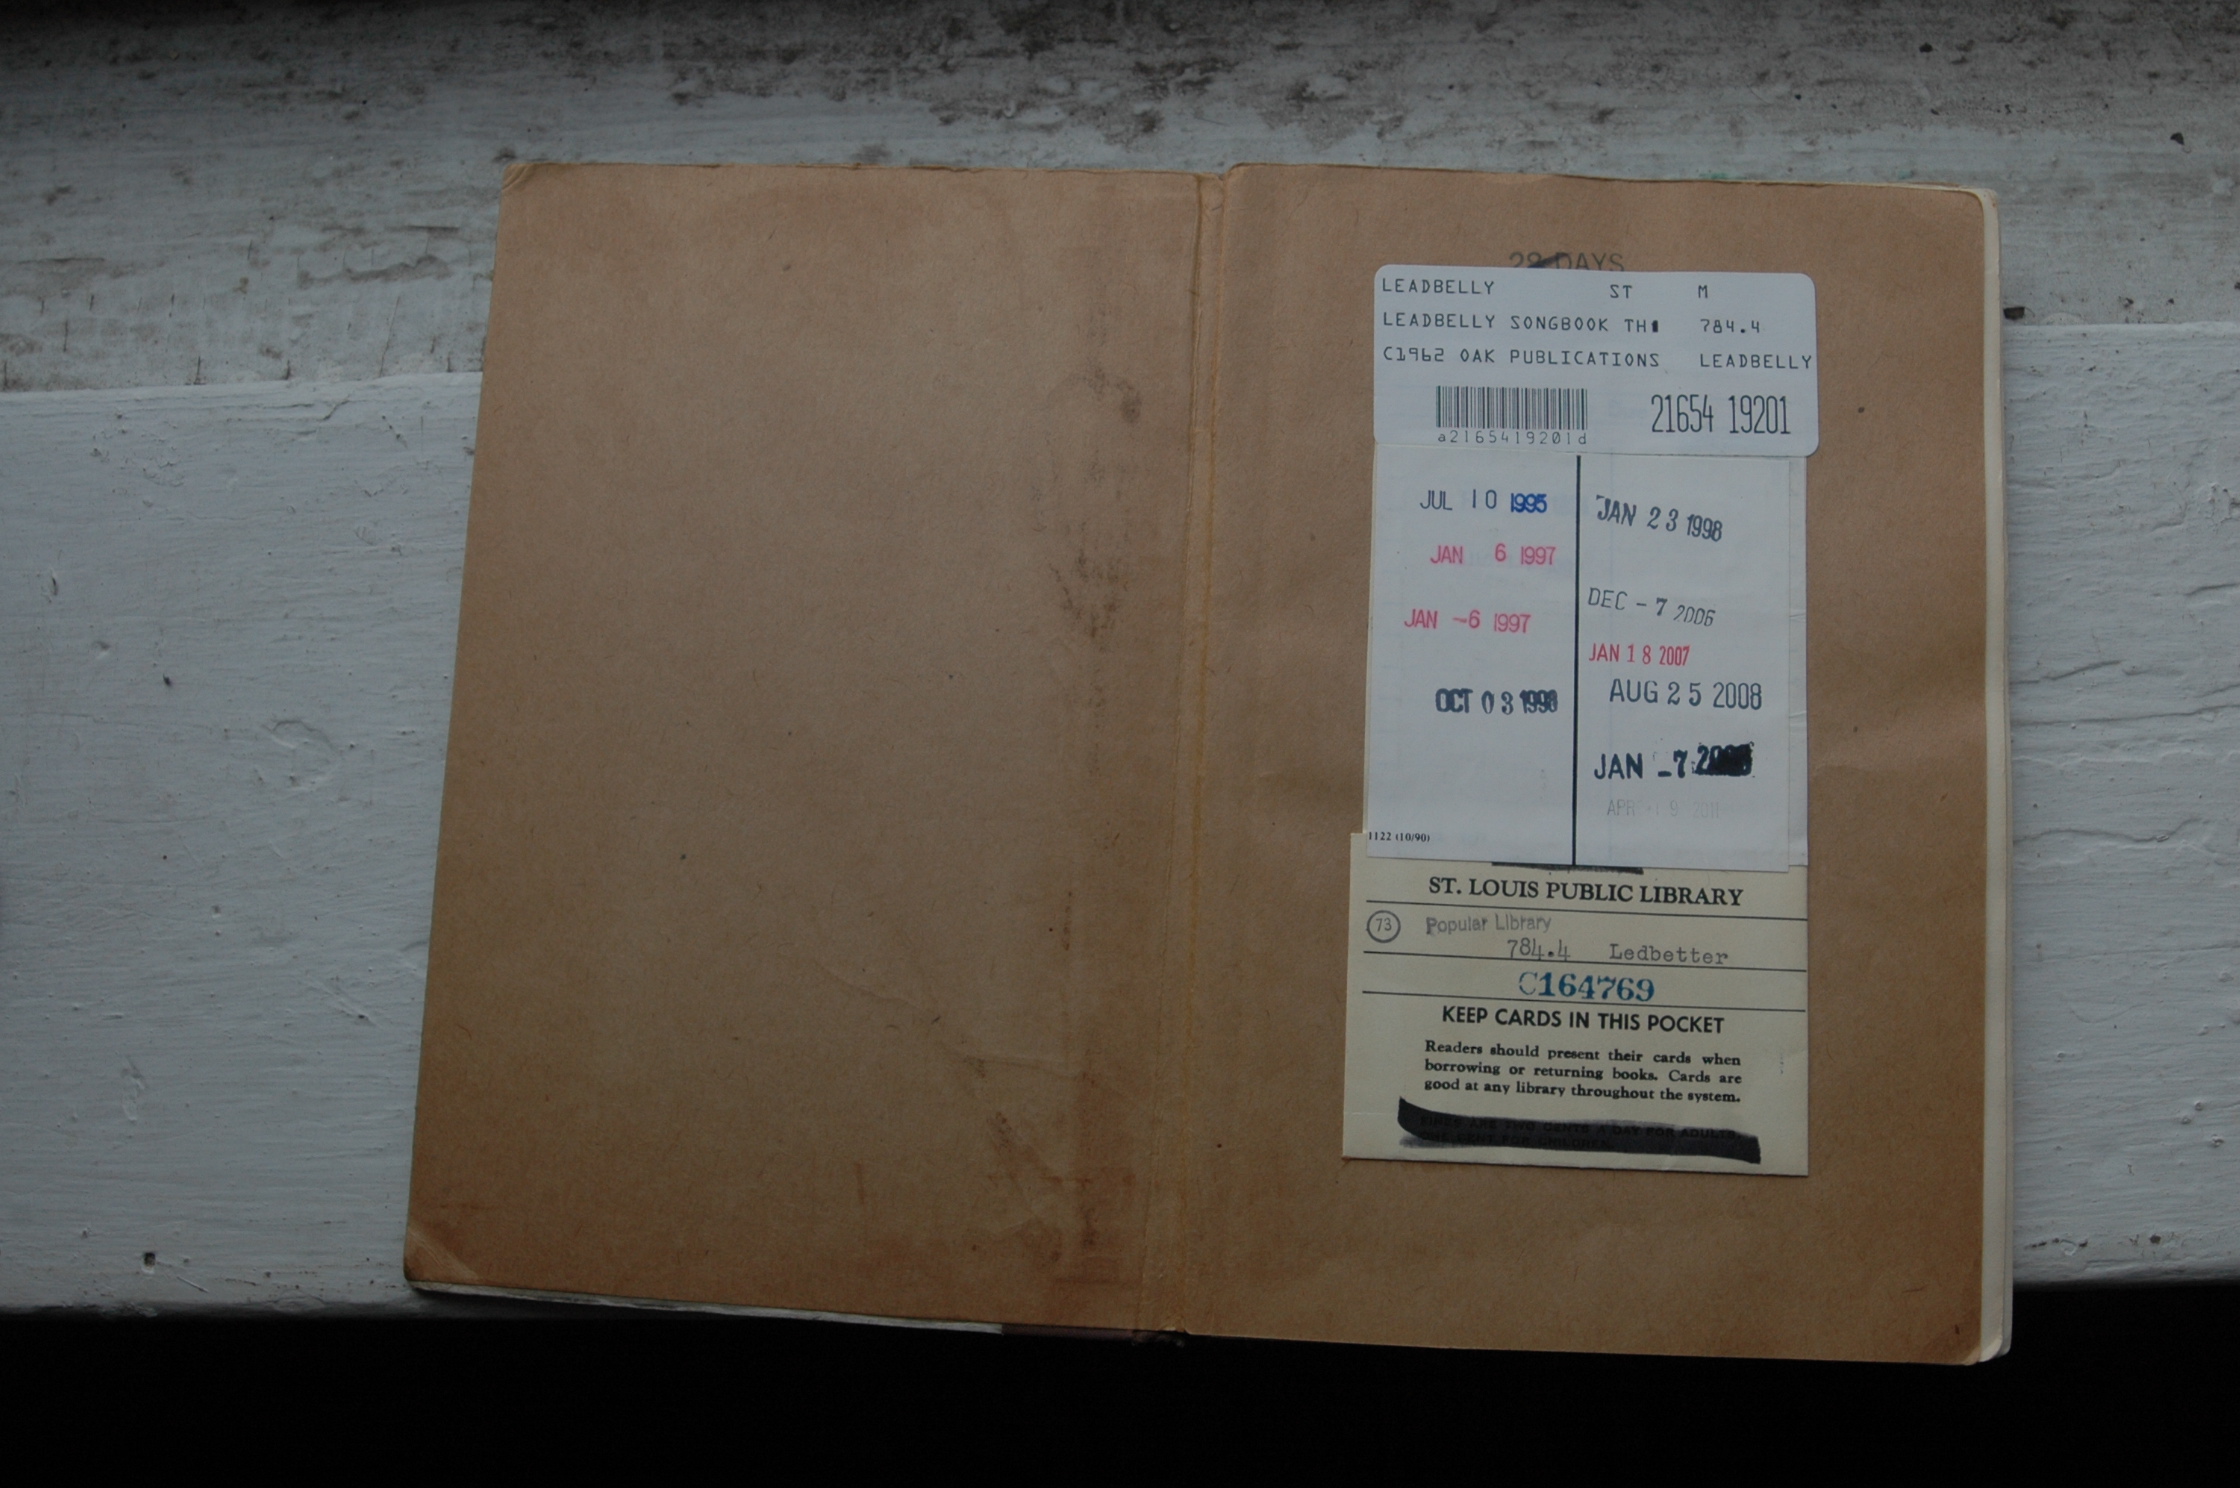 28 DAYS
LEADBELLY ST M
LEADBELLY SONGBOOK TH 784.4
C1962 OAK PUBLICATIONS LEADBELLY
21654 19201
a2165419201d
JUL 10 1995
JAN 6 1997
JAN -6 1997
OCT 03 1998
JAN 23 1998
DEC -7 2006
JAN 18 2007
AUG 25 2008
JAN -7
APR 9 2011
1122 (10/90)
ST. LOUIS PUBLIC LIBRARY
73 Popular Library
784.4 Ledbetter
C164769
KEEP CARDS IN THIS POCKET
Readers should present their cards when
borrowing or returning books. Cards are
good at any library throughout the system.